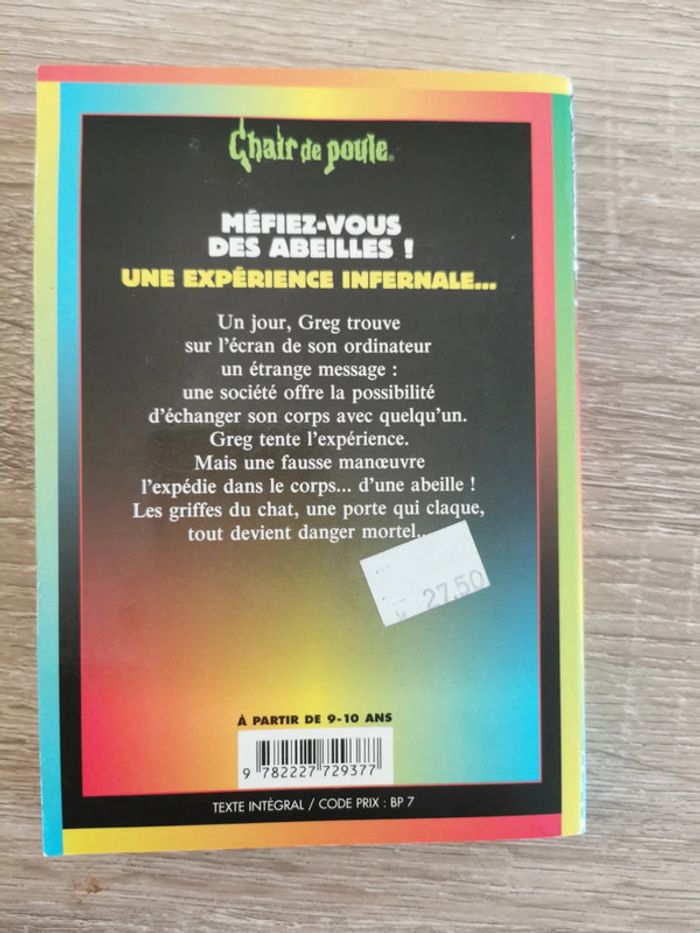 Chair de poule®
MÉFIEZ-VOUS
DES ABEILLES !
UNE EXPÉRIENCE INFERNALE...
Un jour, Greg trouve
sur l'écran de son ordinateur
un étrange message :
une société offre la possibilité
d'échanger son corps avec quelqu'un.
Greg tente l'expérience.
Mais une fausse manœuvre
l'expédie dans le corps... d'une abeille !
Les griffes du chat, une porte qui claque,
tout devient danger mortel..
27.50
À PARTIR DE 9-10 ANS
9 782227 729377
TEXTE INTÉGRAL / CODE PRIX : BP 7